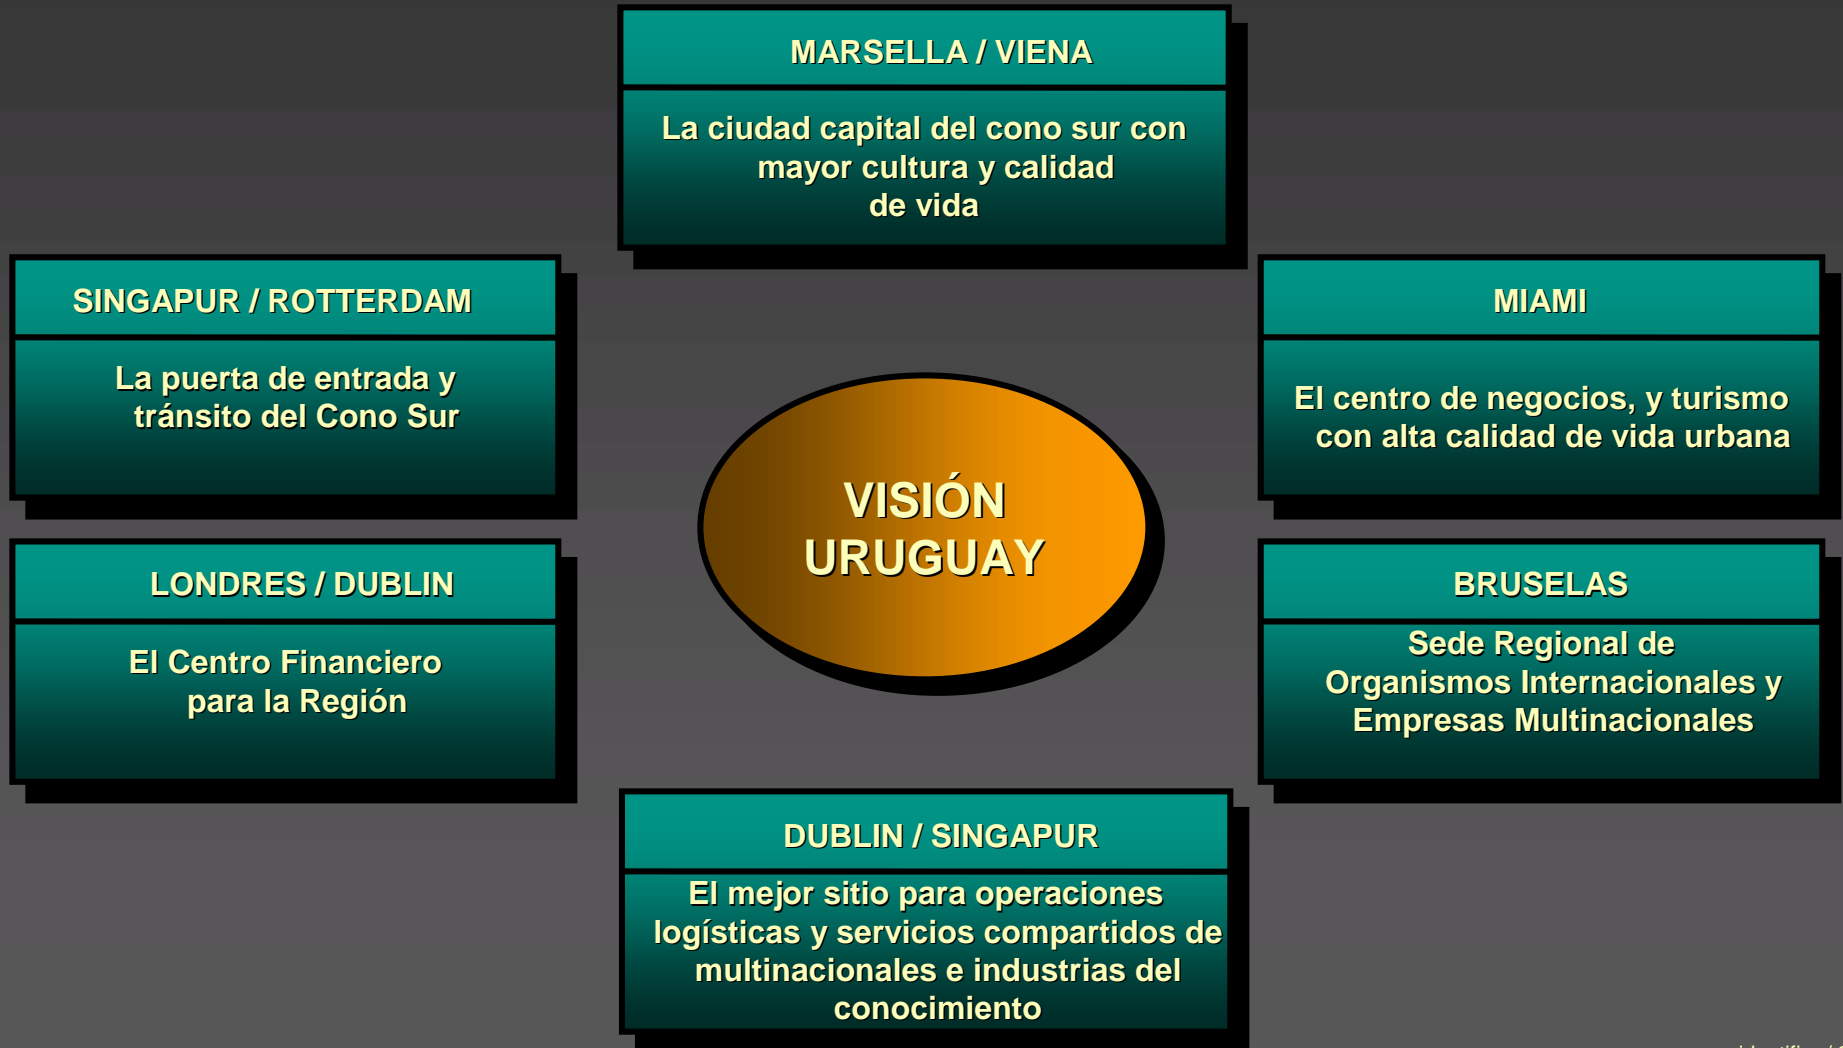 MARSELLA / VIENA
La ciudad capital del cono sur con
mayor cultura y calidad
de vida
SINGAPUR / ROTTERDAM
La puerta de entrada y
tránsito del Cono Sur
MIAMI
El centro de negocios, y turismo
con alta calidad de vida urbana
VISIÓN
URUGUAY
LONDRES / DUBLIN
El Centro Financiero
para la Región
BRUSELAS
Sede Regional de
Organismos Internacionales y
Empresas Multinacionales
DUBLIN / SINGAPUR
El mejor sitio para operaciones
logísticas y servicios compartidos de
multinacionales e industrias del
conocimiento